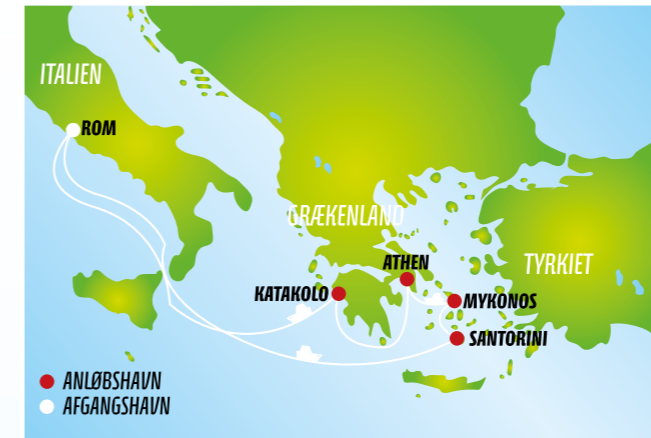 ITALIEN
ROM
GRÆKENLAND
ATHEN
TYRKIET
KATAKOLO
MYKONOS
SANTORINI
ANLØBSHAVN
AFGANGSHAVN